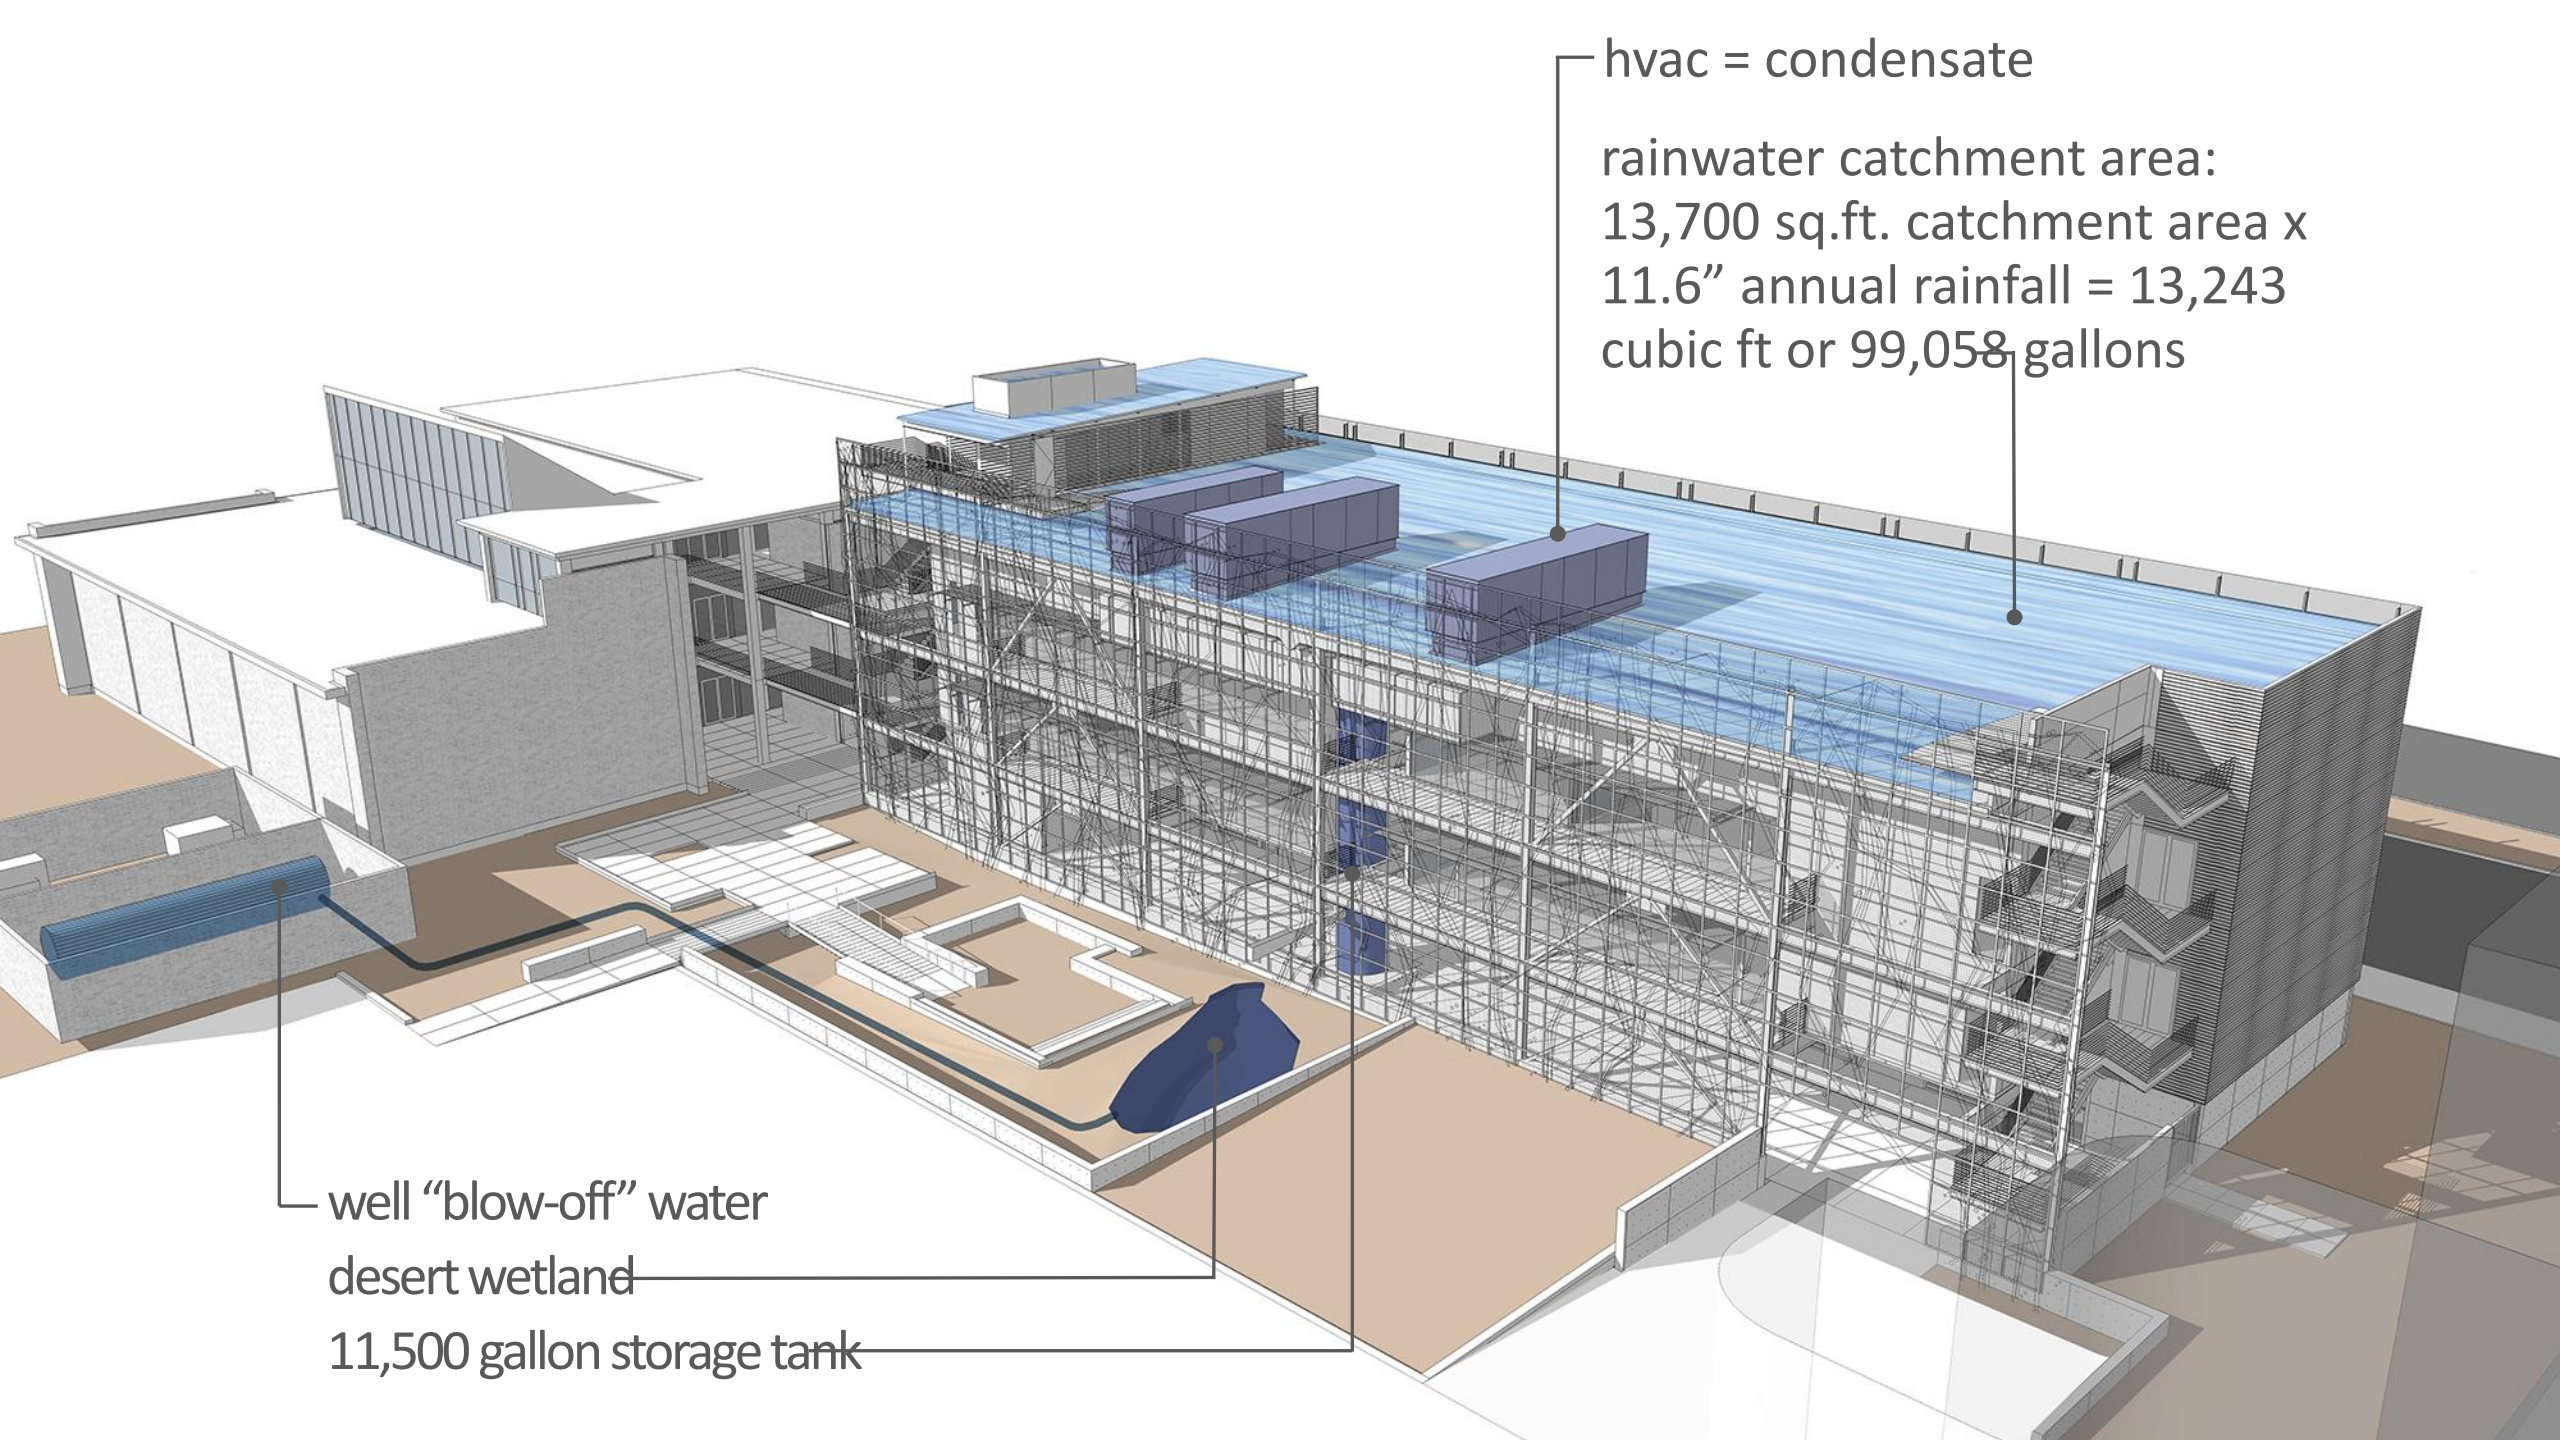 hvac = condensate
rainwater catchment area:
13,700 sq.ft. catchment area x
11.6” annual rainfall = 13,243
cubic ft or 99,058 gallons
well “blow-off” water
desert wetland
11,500 gallon storage tank